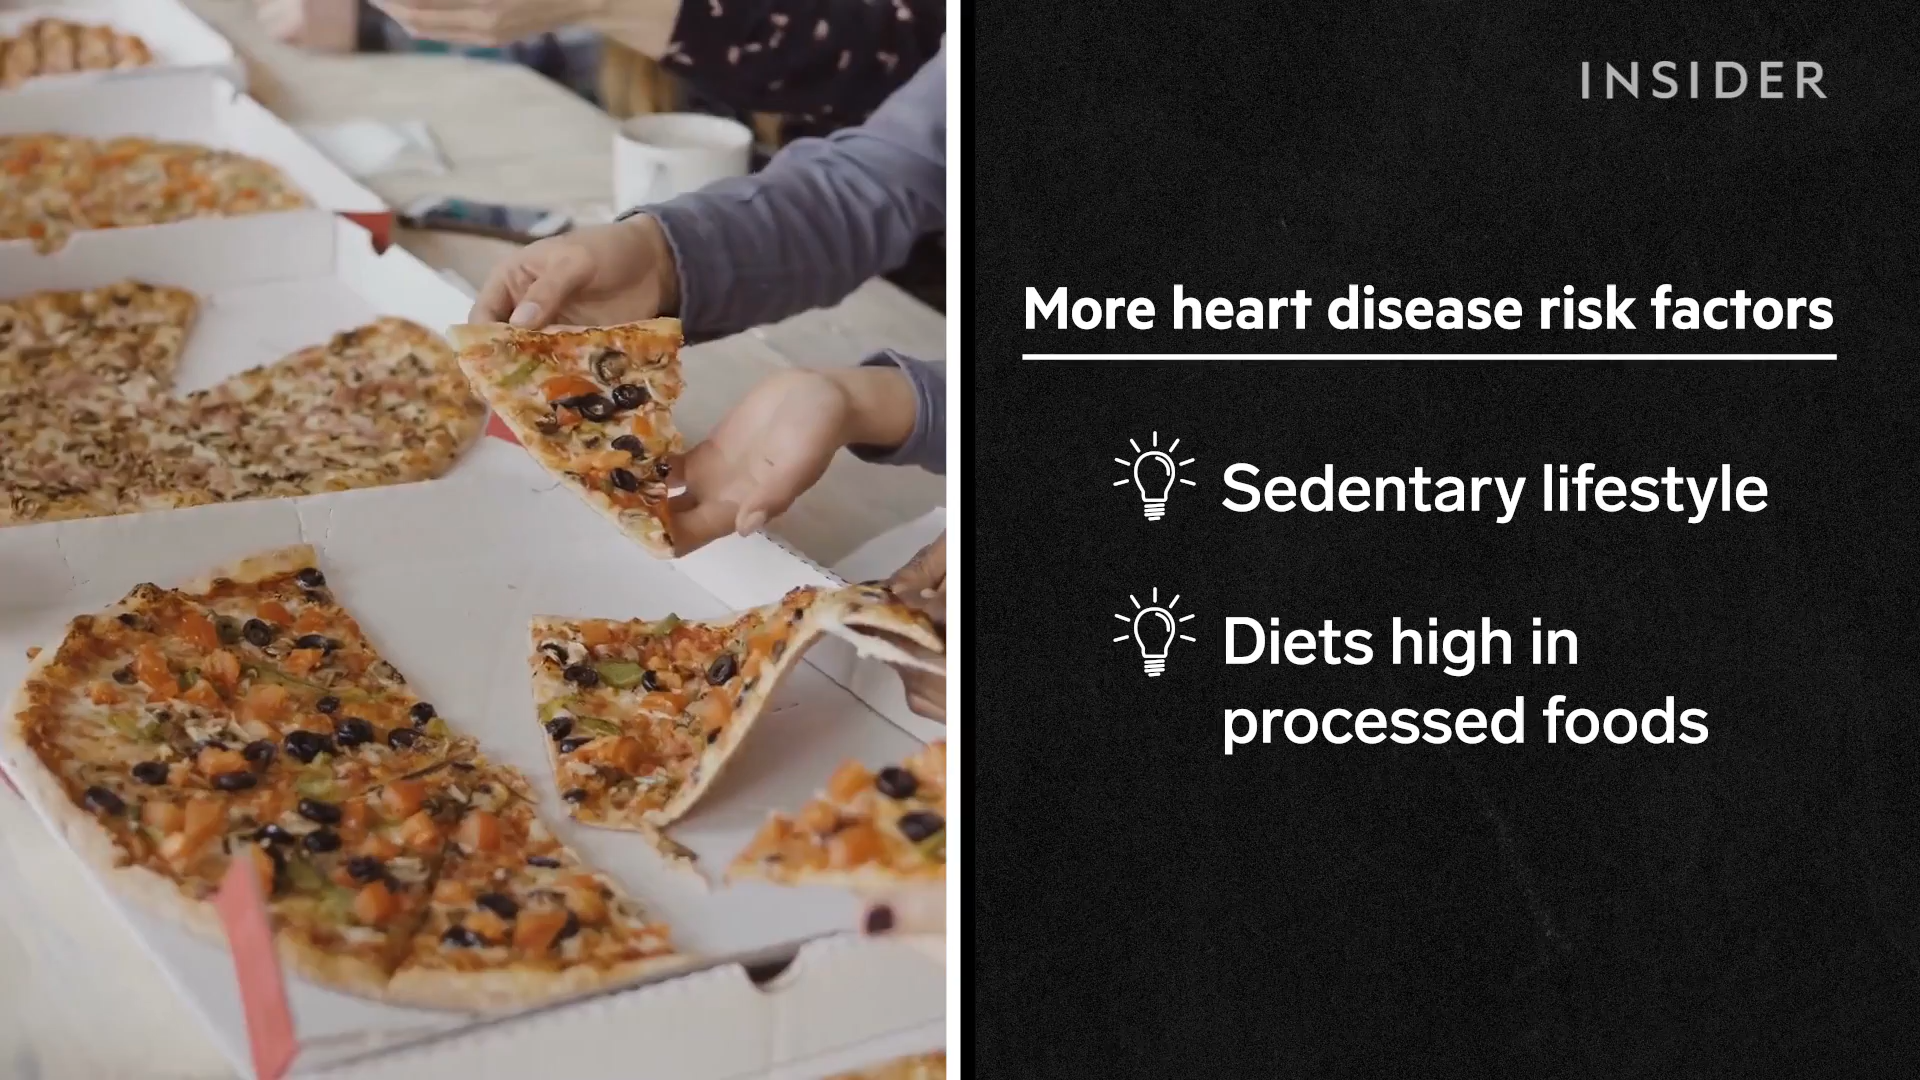 INSIDER
More heart disease risk factors
Sedentary lifestyle
Diets high in
processed foods